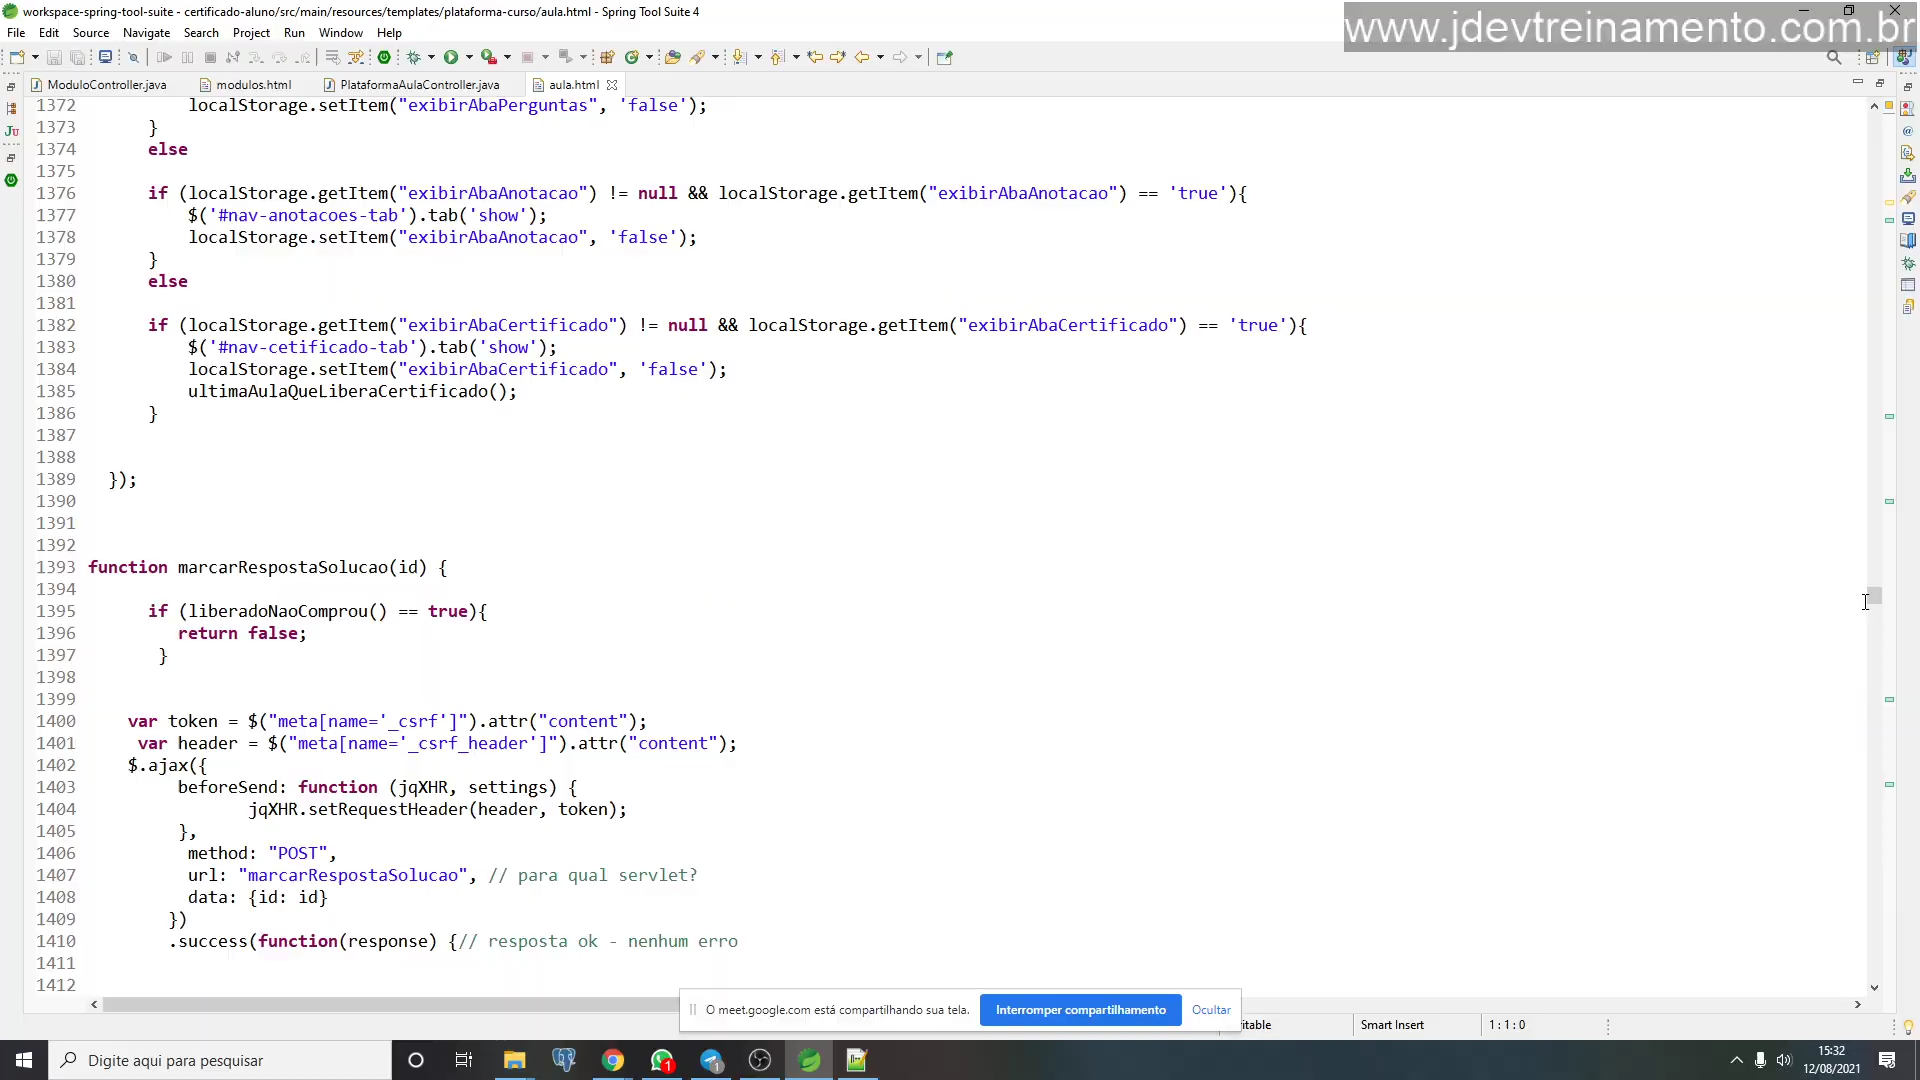 workspace-spring-tool-suite - certificado-aluno/src/main/resources/templates/plataforma-curso/aula.html - Spring Tool Suite 4
www.jdevtreinamento.com.br
File Edit Source Navigate Search Project Run Window Help
ModuloController.java modulos.html PlataformaAulaController.java aula.html
1372 localStorage.setItem("exibirAbaPerguntas", 'false');
1373 }
1374 else
1375
1376 if (localStorage.getItem("exibirAbaAnotacao") != null && localStorage.getItem("exibirAbaAnotacao") == 'true'){
1377 $('#nav-anotacoes-tab').tab('show');
1378 localStorage.setItem("exibirAbaAnotacao", 'false');
1379 }
1380 else
1381
1382 if (localStorage.getItem("exibirAbaCertificado") != null && localStorage.getItem("exibirAbaCertificado") == 'true'){
1383 $('#nav-cetificado-tab').tab('show');
1384 localStorage.setItem("exibirAbaCertificado", 'false');
1385 ultimaAulaQueLiberaCertificado();
1386 }
1387
1388
1389 });
1390
1391
1392
1393 function marcarRespostaSolucao(id) {
1394
1395 if (liberadoNaoComprou() == true){
1396 return false;
1397 }
1398
1399
1400 var token = $("meta[name='_csrf']").attr("content");
1401 var header = $("meta[name='_csrf_header']").attr("content");
1402 $.ajax({
1403 beforeSend: function (jqXHR, settings) {
1404 jqXHR.setRequestHeader(header, token);
1405 },
1406 method: "POST",
1407 url: "marcarRespostaSolucao", // para qual servlet?
1408 data: {id: id}
1409 })
1410 .success(function(response) {// resposta ok - nenhum erro
1411
1412
O meet.google.com está compartilhando sua tela. Interromper compartilhamento Ocultar
itable Smart Insert 1 : 1 : 0
Digite aqui para pesquisar
15:32
12/08/2021